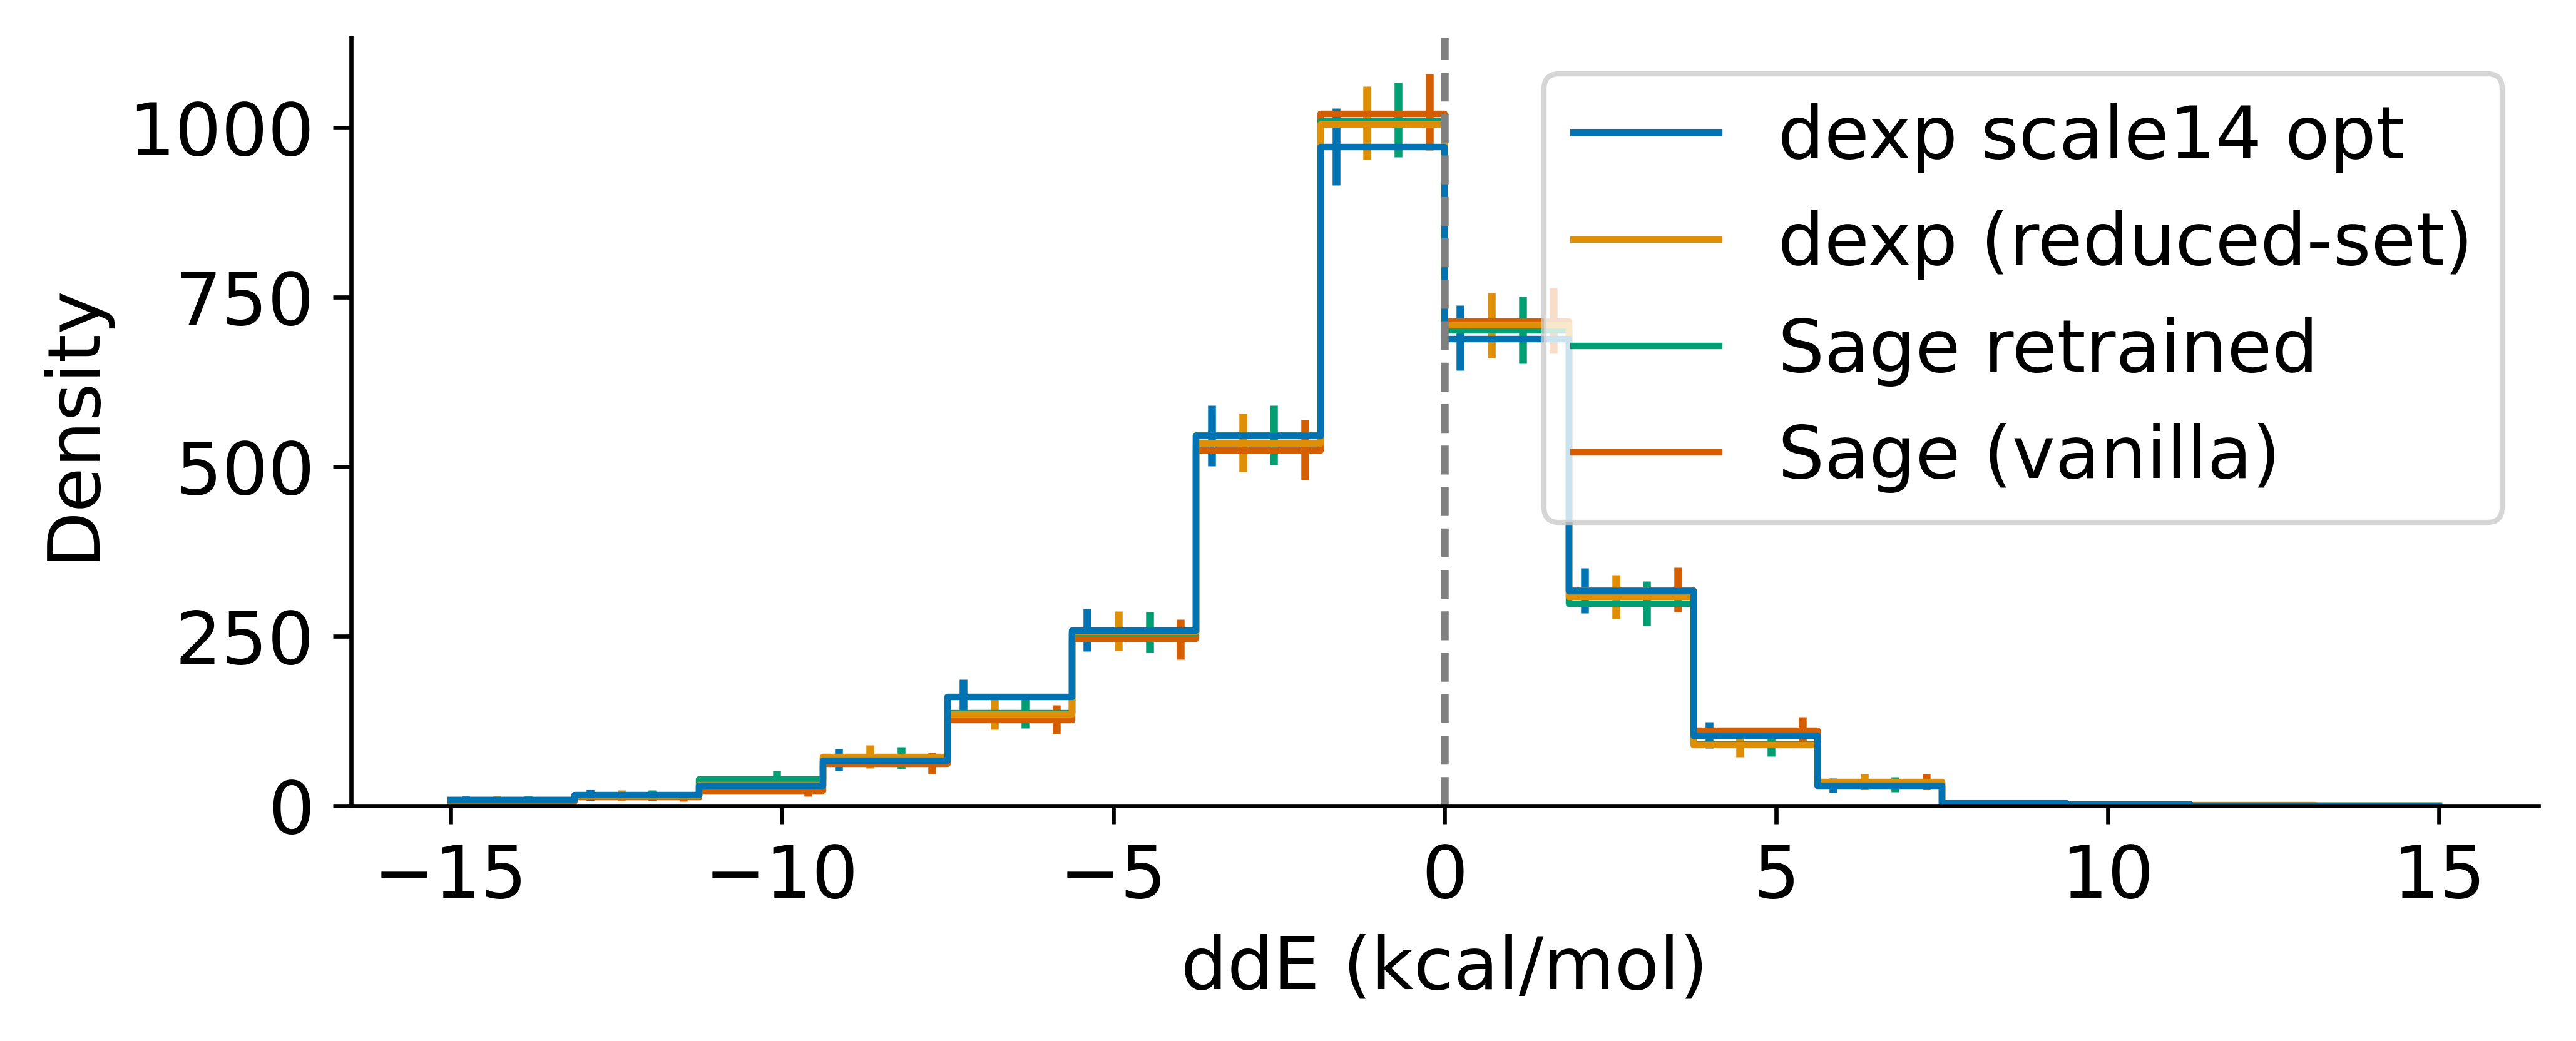 1000
750
500
250
0
Density
−15
−10
−5
0
5
10
15
ddE (kcal/mol)
dexp scale14 opt
dexp (reduced-set)
Sage retrained
Sage (vanilla)